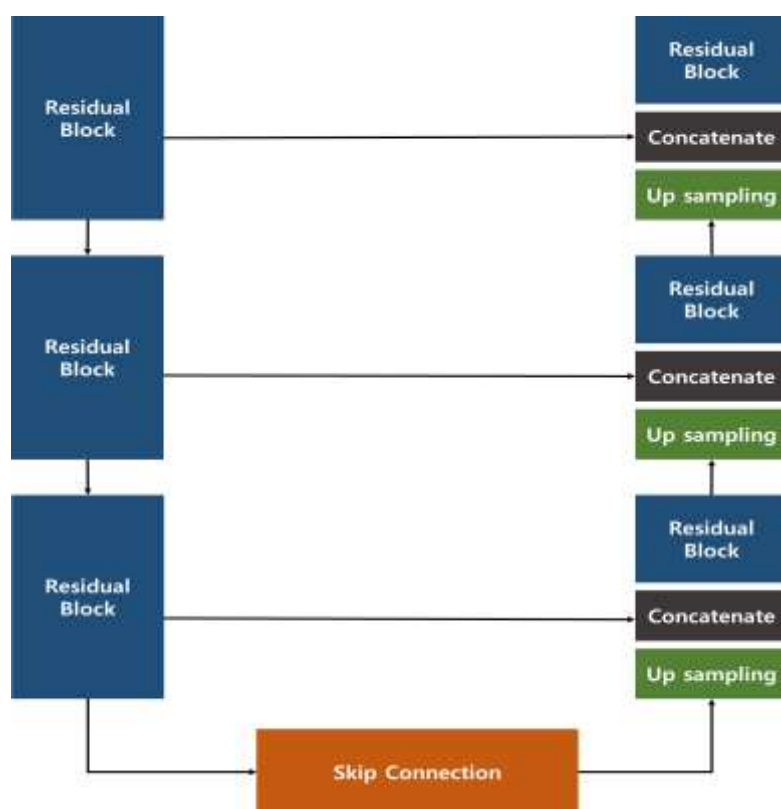 Residual
Block
Residual
Block
Concatenate
Up sampling
Residual
Block
Residual
Block
Concatenate
Up sampling
Residual
Block
Residual
Block
Concatenate
Up sampling
Skip Connection